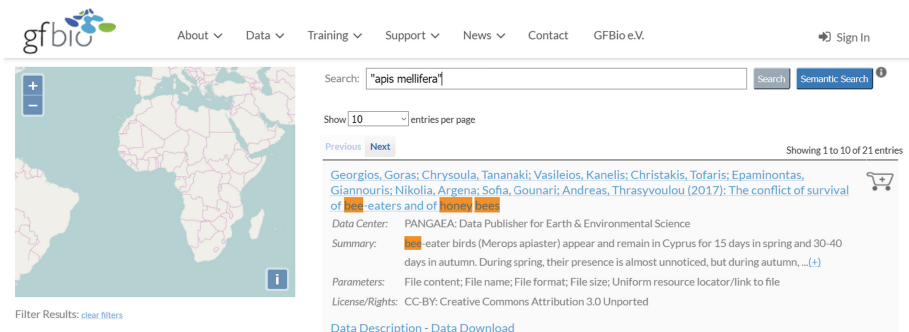 gfbio
About Data Training Support News Contact GFBio e.V. Sign In
+
–
i
Filter Results: clear filters
Search: "apis mellifera" Search Semantic Search i
Show 10 entries per page
Previous Next
Showing 1 to 10 of 21 entries
Georgios, Goras; Chrysoula, Tananaki; Vasileios, Kanelis; Christakis, Tofaris; Epaminontas,
Giannouris; Nikolia, Argena; Sofia, Gounari; Andreas, Thrasyvoulou (2017): The conflict of survival
of bee-eaters and of honey bees
Data Center: PANGAEA: Data Publisher for Earth & Environmental Science
Summary: bee-eater birds (Merops apiaster) appear and remain in Cyprus for 15 days in spring and 30-40
days in autumn. During spring, their presence is almost unnoticed, but during autumn, ...(+)
Parameters: File content; File name; File format; File size; Uniform resource locator/link to file
License/Rights: CC-BY: Creative Commons Attribution 3.0 Unported
Data Description - Data Download